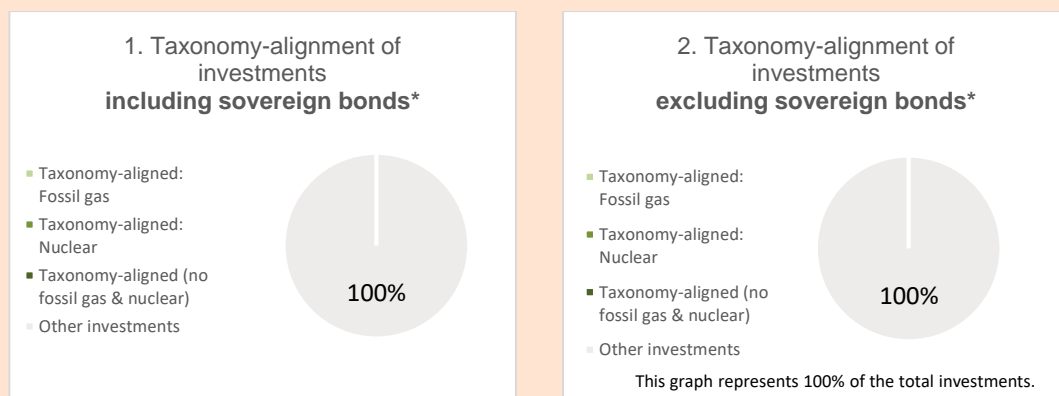 1. Taxonomy-alignment of
investments
including sovereign bonds*
Taxonomy-aligned:
Fossil gas
Taxonomy-aligned:
Nuclear
Taxonomy-aligned (no
fossil gas & nuclear)
Other investments
100%
2. Taxonomy-alignment of
investments
excluding sovereign bonds*
Taxonomy-aligned:
Fossil gas
Taxonomy-aligned:
Nuclear
Taxonomy-aligned (no
fossil gas & nuclear)
Other investments
100%
This graph represents 100% of the total investments.